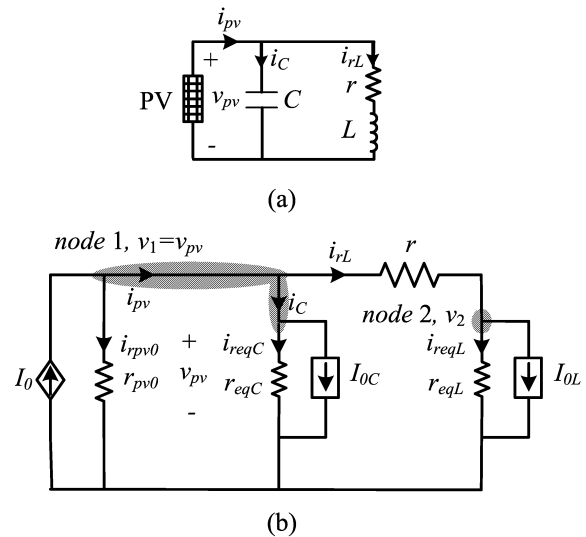 i_pv
+
i_C
i_rL
r
PV
v_pv
C
L
-
(a)
node 1, v_1=v_pv
i_rL
r
i_pv
i_C
node 2, v_2
i_rpv0
+
i_reqC
i_reqL
I_0
r_pv0
v_pv
r_eqC
I_0C
r_eqL
I_0L
-
(b)